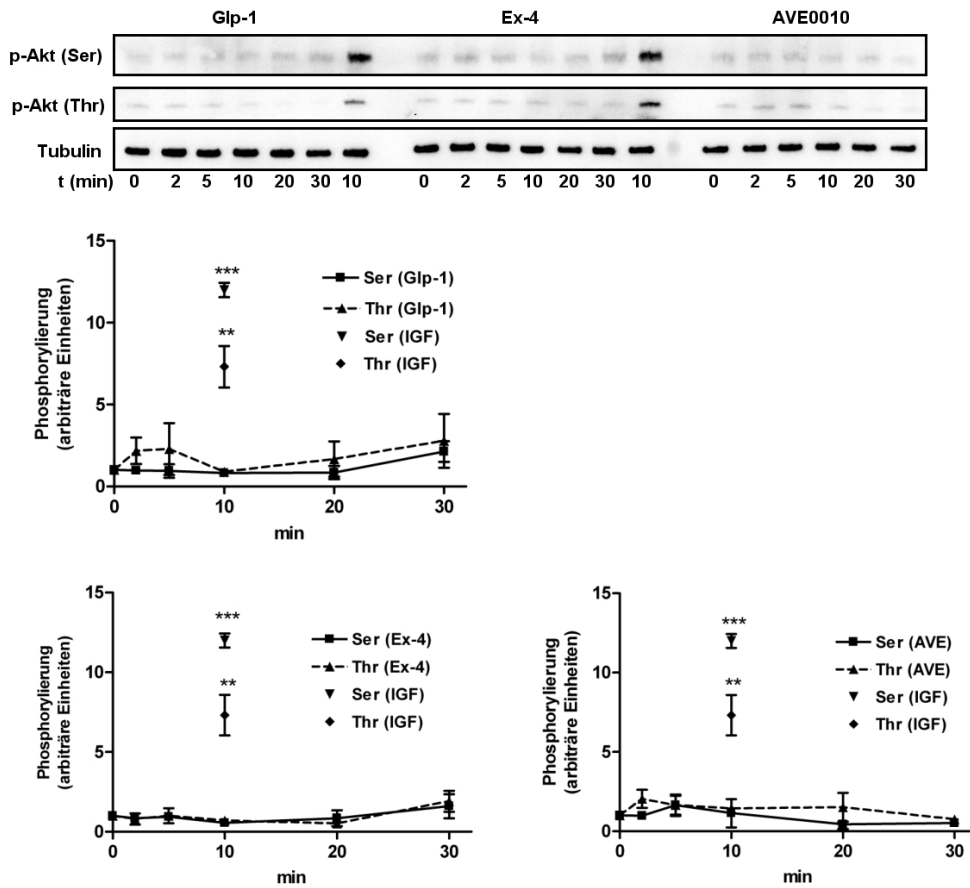 Glp-1 Ex-4 AVE0010
p-Akt (Ser)
p-Akt (Thr)
Tubulin
t (min) 0 2 5 10 20 30 10 0 2 5 10 20 30 10 0 2 5 10 20 30
15
10
5
0
Phosphorylierung
(arbiträre Einheiten)
***
**
Ser (Glp-1)
Thr (Glp-1)
Ser (IGF)
Thr (IGF)
0 10 20 30
min
15
10
5
0
Phosphorylierung
(arbiträre Einheiten)
***
**
Ser (Ex-4)
Thr (Ex-4)
Ser (IGF)
Thr (IGF)
0 10 20 30
min
15
10
5
0
Phosphorylierung
(arbiträre Einheiten)
***
**
Ser (AVE)
Thr (AVE)
Ser (IGF)
Thr (IGF)
0 10 20 30
min